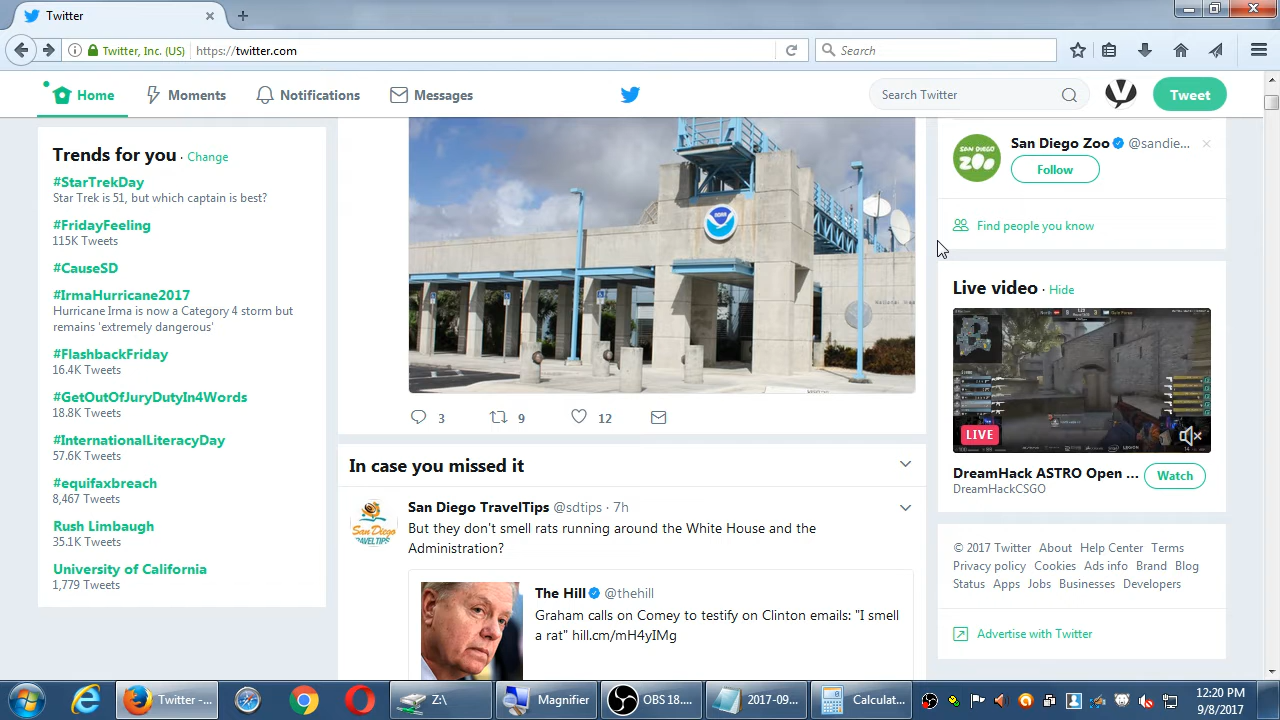 Twitter
Twitter, Inc. (US)
https://twitter.com
Search
Home
Moments
Notifications
Messages
Search Twitter
Tweet
Trends for you · Change
#StarTrekDay
Star Trek is 51, but which captain is best?
#FridayFeeling
115K Tweets
#CauseSD
#IrmaHurricane2017
Hurricane Irma is now a Category 4 storm but
remains 'extremely dangerous'
#FlashbackFriday
16.4K Tweets
#GetOutOfJuryDutyIn4Words
18.8K Tweets
#InternationalLiteracyDay
57.6K Tweets
#equifaxbreach
8,467 Tweets
Rush Limbaugh
35.1K Tweets
University of California
1,779 Tweets
NOAA
3
9
12
In case you missed it
San Diego TravelTips @sdtips · 7h
But they don't smell rats running around the White House and the
Administration?
San Diego
TRAVELTIPS
The Hill @thehill
Graham calls on Comey to testify on Clinton emails: "I smell
a rat" hill.cm/mH4yIMg
SAN DIEGO
ZOO
San Diego Zoo @sandie...
Follow
Find people you know
Live video · Hide
LIVE
DreamHack ASTRO Open ...
DreamHackCSGO
Watch
© 2017 Twitter About Help Center Terms
Privacy policy Cookies Ads info Brand Blog
Status Apps Jobs Businesses Developers
Advertise with Twitter
Twitter -...
Z:\
Magnifier
OBS 18....
2017-09...
Calculat...
12:20 PM
9/8/2017